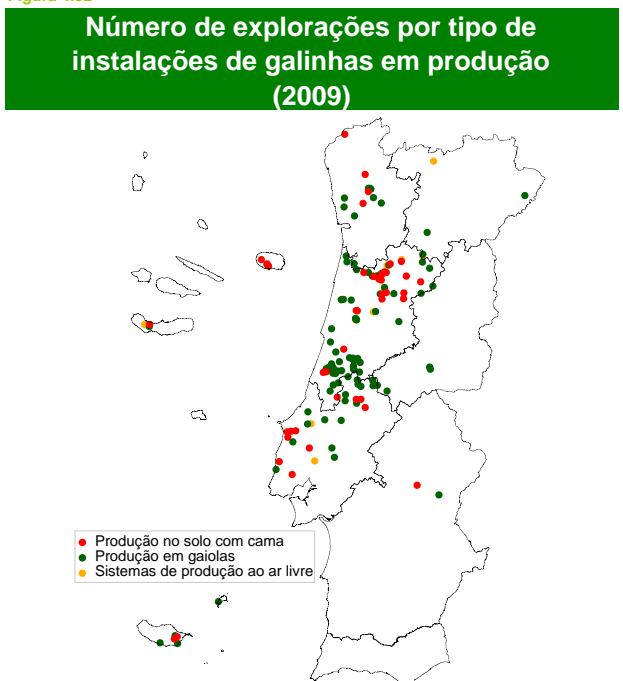 Número de explorações por tipo de
instalações de galinhas em produção
(2009)
Produção no solo com cama
Produção em gaiolas
Sistemas de produção ao ar livre